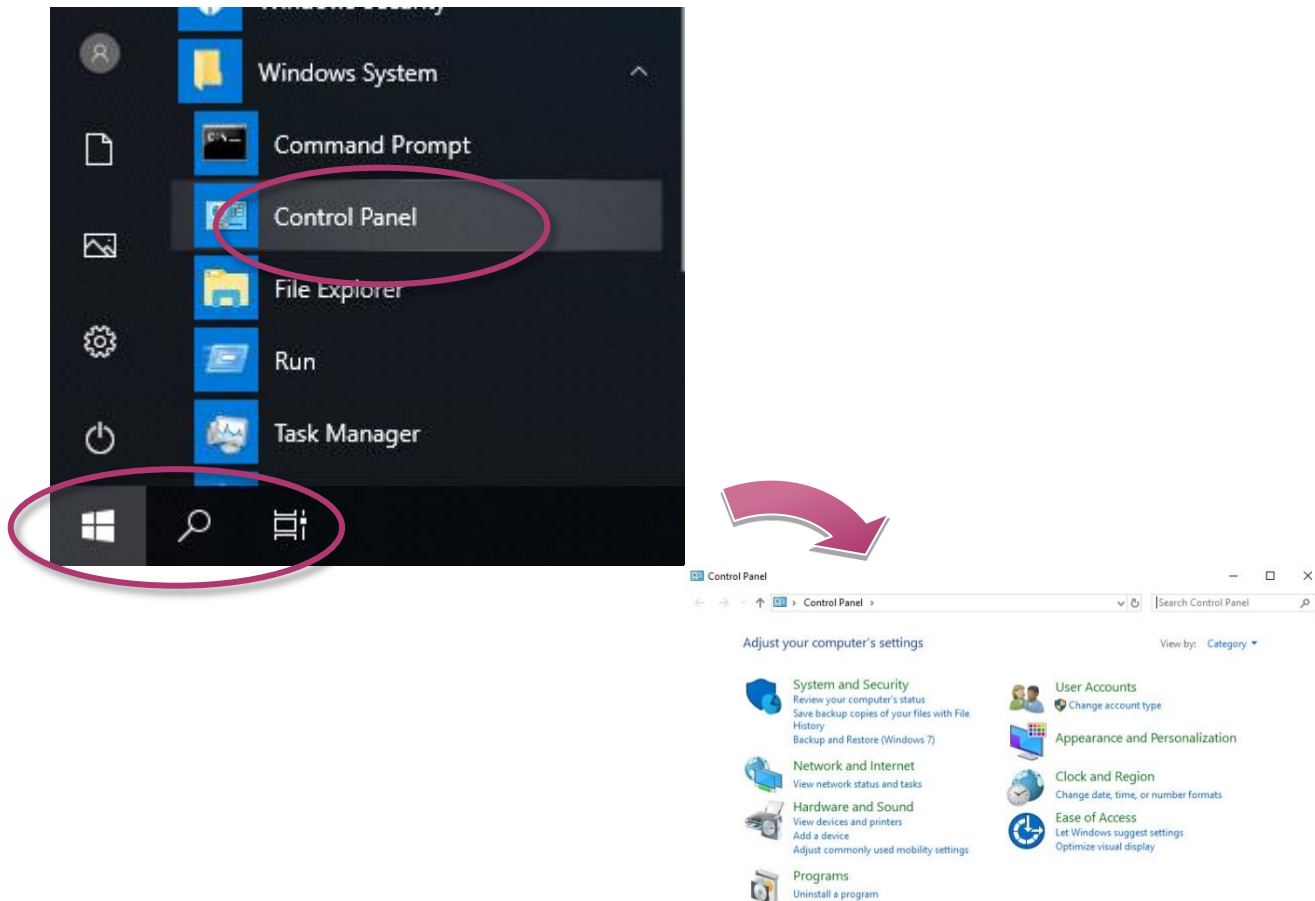 Windows Security
Windows System
Command Prompt
Control Panel
File Explorer
Run
Task Manager
Control Panel
Control Panel
Search Control Panel
Adjust your computer's settings
View by: Category
System and Security
Review your computer's status
Save backup copies of your files with File
History
Backup and Restore (Windows 7)
Network and Internet
View network status and tasks
Hardware and Sound
View devices and printers
Add a device
Adjust commonly used mobility settings
Programs
Uninstall a program
User Accounts
Change account type
Appearance and Personalization
Clock and Region
Change date, time, or number formats
Ease of Access
Let Windows suggest settings
Optimize visual display